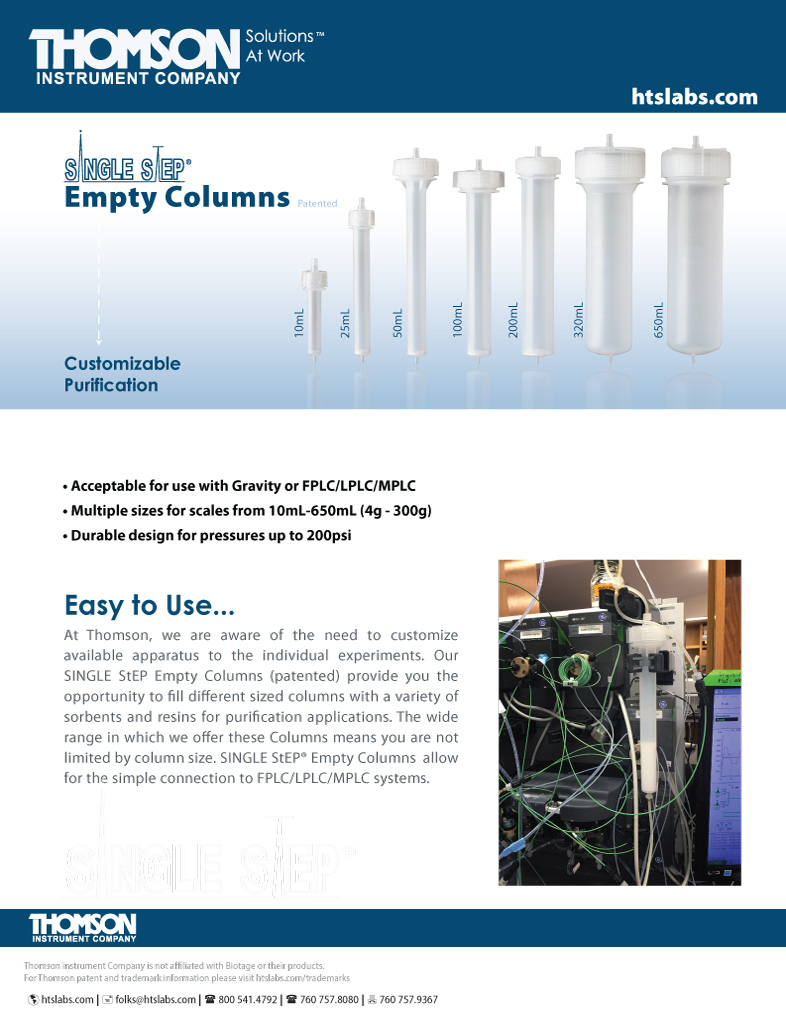 THOMSON
INSTRUMENT COMPANY
Solutions™
At Work
htslabs.com
SINGLE StEP®
Empty Columns Patented
10mL
25mL
50mL
100mL
200mL
320mL
650mL
Customizable
Purification
• Acceptable for use with Gravity or FPLC/LPLC/MPLC
• Multiple sizes for scales from 10mL-650mL (4g - 300g)
• Durable design for pressures up to 200psi
Easy to Use...
At Thomson, we are aware of the need to customize
available apparatus to the individual experiments. Our
SINGLE StEP Empty Columns (patented) provide you the
opportunity to fill different sized columns with a variety of
sorbents and resins for purification applications. The wide
range in which we offer these Columns means you are not
limited by column size. SINGLE StEP® Empty Columns allow
for the simple connection to FPLC/LPLC/MPLC systems.
SINGLE StEP™
THOMSON
INSTRUMENT COMPANY
Thomson instrument Company is not affiliated with Biotage or their products.
For Thomson patent and trademark information please visit htslabs.com/trademarks
htslabs.com | folks@htslabs.com | 800 541.4792 | 760 757.8080 | 760 757.9367